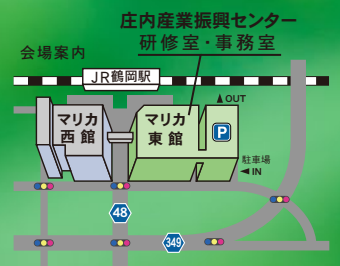 庄内産業振興センター
研修室・事務室
会場案内
JR鶴岡駅
OUT
マリカ
西館
マリカ
東館
P
駐車場
IN
48
349